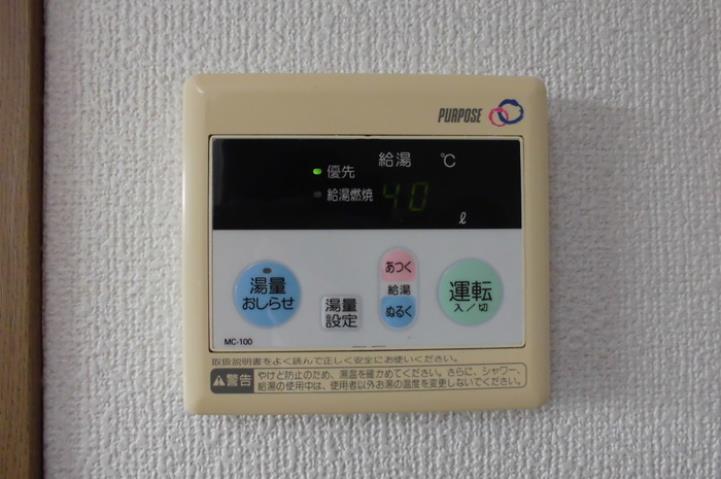 PURPOSE
給湯 ℃
優先
給湯燃焼 40
ℓ
湯量
おしらせ
湯量
設定
あつく
給湯
ぬるく
運転
入／切
MC-100
取扱説明書をよく読んで正しく安全にお使いください。
警告
やけど防止のため、湯温を確かめてください。さらに、シャワー、
給湯の使用中は、使用者以外お湯の温度を変更しないでください。